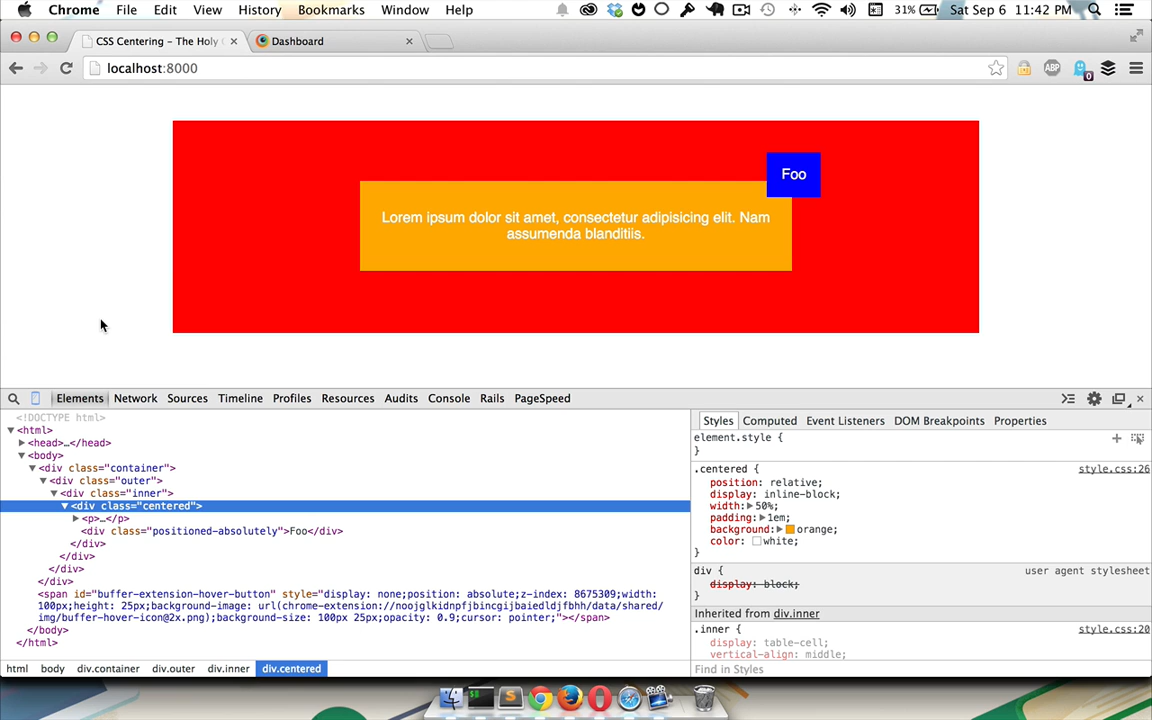 Chrome File Edit View History Bookmarks Window Help 31% Sat Sep 6 11:42 PM
CSS Centering – The Holy Dashboard
localhost:8000 ABP 0
Foo
Lorem ipsum dolor sit amet, consectetur adipisicing elit. Nam
assumenda blanditiis.
Elements Network Sources Timeline Profiles Resources Audits Console Rails PageSpeed
<!DOCTYPE html>
<html>
<head>…</head>
<body>
<div class="container">
<div class="outer">
<div class="inner">
<div class="centered">
<p>…</p>
<div class="positioned-absolutely">Foo</div>
</div>
</div>
</div>
</div>
<span id="buffer-extension-hover-button" style="display: none;position: absolute;z-index: 8675309;width:
100px;height: 25px;background-image: url(chrome-extension://noojglkidnpfjbincgijbaiedldjfbhh/data/shared/
img/buffer-hover-icon@2x.png);background-size: 100px 25px;opacity: 0.9;cursor: pointer;"></span>
</body>
</html>
html body div.container div.outer div.inner div.centered
Styles Computed Event Listeners DOM Breakpoints Properties
element.style {
}
.centered { style.css:26
position: relative;
display: inline-block;
width: 50%;
padding: 1em;
background: orange;
color: white;
}
div { user agent stylesheet
display: block;
}
Inherited from div.inner
.inner { style.css:20
display: table-cell;
vertical-align: middle;
Find in Styles